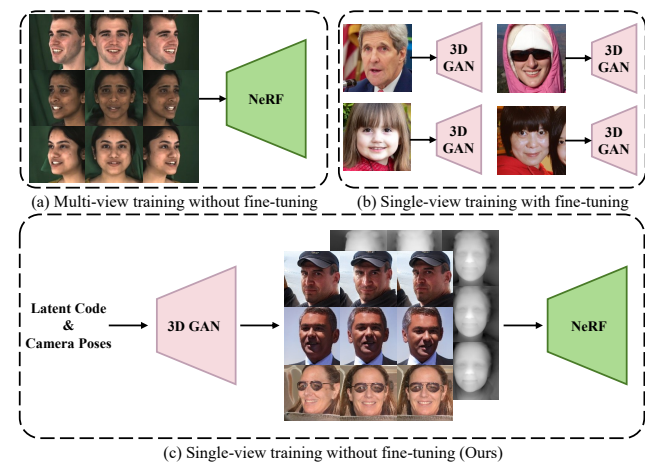 NeRF
(a) Multi-view training without fine-tuning
3D
GAN
3D
GAN
3D
GAN
3D
GAN
(b) Single-view training with fine-tuning
Latent Code
&
Camera Poses
3D GAN
NeRF
(c) Single-view training without fine-tuning (Ours)